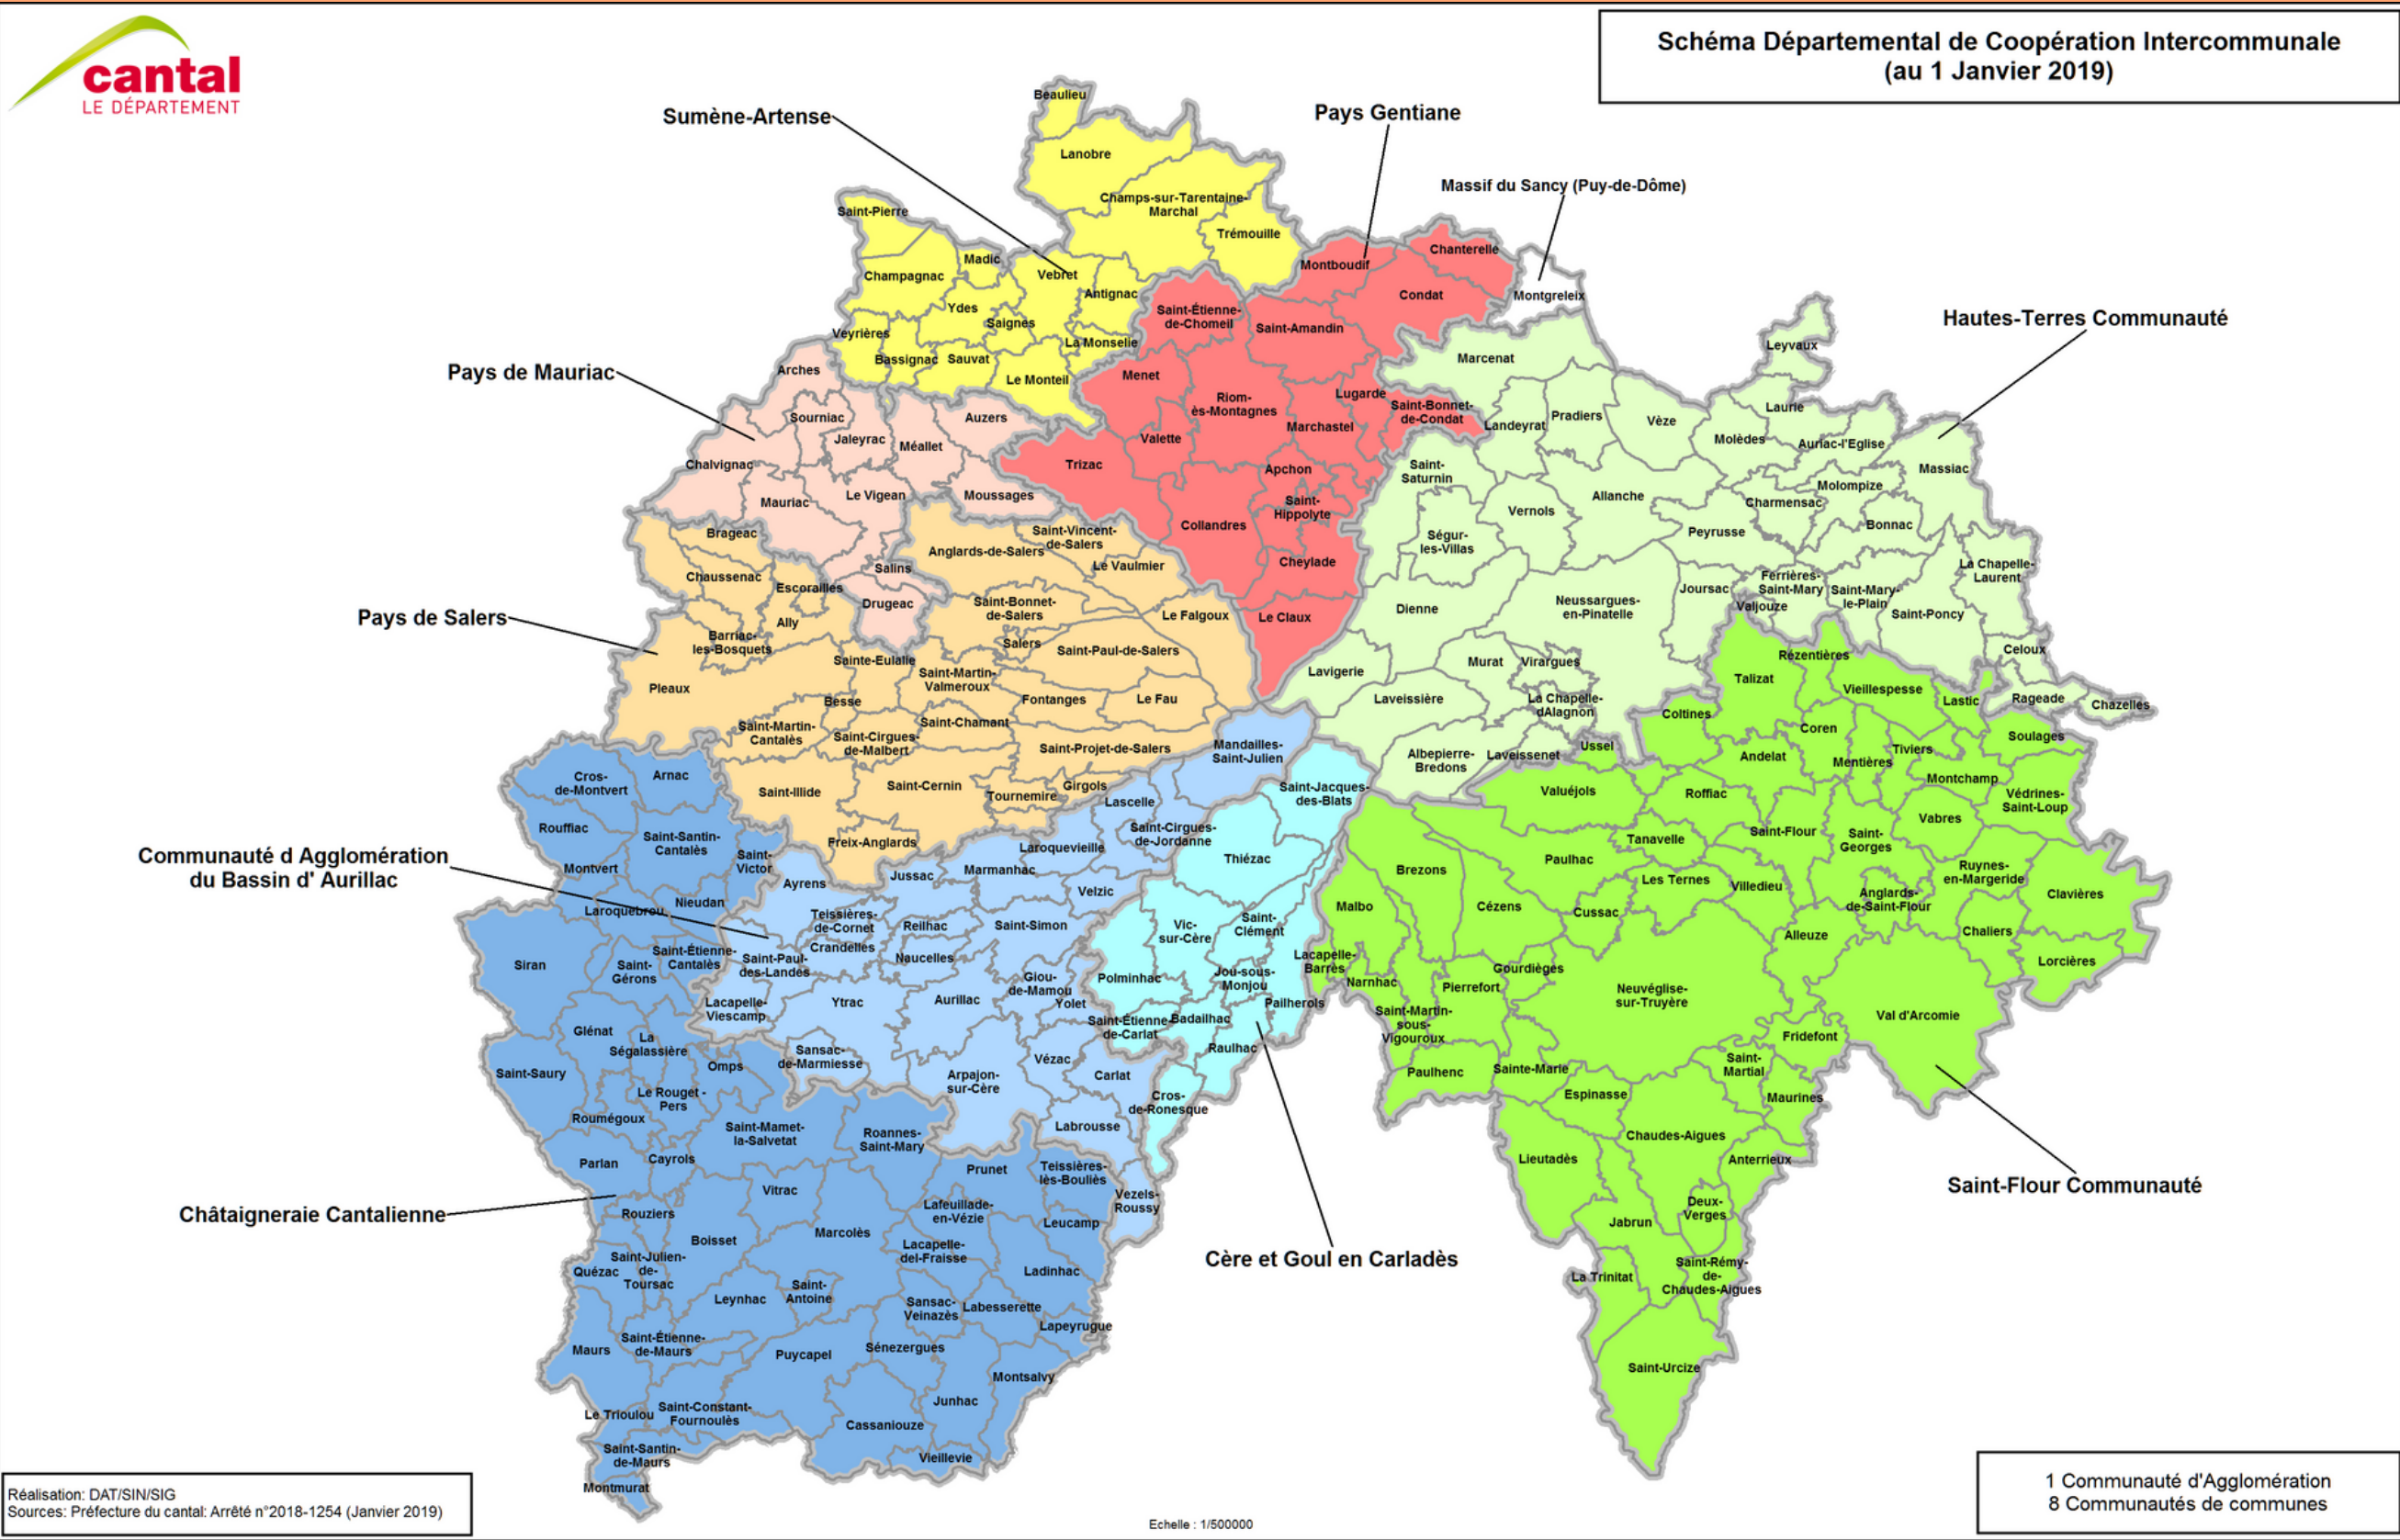 cantal
LE DÉPARTEMENT
Schéma Départemental de Coopération Intercommunale
(au 1 Janvier 2019)
Sumène-Artense
Pays Gentiane
Massif du Sancy (Puy-de-Dôme)
Hautes-Terres Communauté
Pays de Mauriac
Pays de Salers
Communauté d Agglomération
du Bassin d' Aurillac
Châtaigneraie Cantalienne
Cère et Goul en Carladès
Saint-Flour Communauté
Beaulieu
Lanobre
Champs-sur-Tarentaine-
Marchal
Trémouille
Saint-Pierre
Madic
Champagnac
Vebret
Antignac
Ydes
Saignes
Veyrières
La Monselie
Bassignac
Sauvat
Le Monteil
Chanterelle
Montboudif
Condat
Montgreleix
Saint-Étienne-
de-Chomeil
Saint-Amandin
Menet
Riom-
ès-Montagnes
Lugarde
Saint-Bonnet-
de-Condat
Marchastel
Valette
Trizac
Apchon
Saint-
Hippolyte
Collandres
Cheylade
Le Claux
Arches
Sourniac
Auzers
Jaleyrac
Méallet
Chalvignac
Mauriac
Le Vigean
Moussages
Salins
Drugeac
Leyvaux
Marcenat
Laurie
Landeyrat
Pradiers
Vèze
Molèdes
Auriac-l'Eglise
Massiac
Saint-
Saturnin
Molompize
Allanche
Charmensac
Vernols
Bonnac
Peyrusse
Ségur-
les-Villas
La Chapelle-
Laurent
Ferrières-
Saint-Mary
Joursac
Saint-Mary-
le-Plain
Valjouze
Saint-Poncy
Dienne
Neussargues-
en-Pinatelle
Celoux
Murat
Virargues
Lavigerie
Laveissière
La Chapelle-
dAlagnon
Rageade
Chazelles
Albepierre-
Bredons
Laveissenet
Brageac
Saint-Vincent-
de-Salers
Anglards-de-Salers
Le Vaulmier
Chaussenac
Escorailles
Saint-Bonnet-
de-Salers
Le Falgoux
Ally
Barriac-
les-Bosquets
Salers
Saint-Paul-de-Salers
Sainte-Eulalie
Saint-Martin-
Valmeroux
Pleaux
Besse
Fontanges
Le Fau
Saint-Martin-
Cantalès
Saint-Chamant
Saint-Cirgues-
de-Malbert
Saint-Projet-de-Salers
Saint-Illide
Saint-Cernin
Girgols
Tournemire
Freix-Anglards
Rézentières
Talizat
Vieillespesse
Lastic
Coltines
Coren
Soulages
Ussel
Andelat
Tiviers
Mentières
Montchamp
Valuéjols
Roffiac
Védrines-
Saint-Loup
Vabres
Tanavelle
Saint-Flour
Saint-
Georges
Paulhac
Brezons
Ruynes-
en-Margeride
Les Ternes
Villedieu
Anglards-
de-Saint-Flour
Clavières
Malbo
Cézens
Cussac
Chaliers
Alleuze
Lacapelle-
Barrès
Lorcières
Gourdièges
Narnhac
Pierrefort
Neuvéglise-
sur-Truyère
Saint-Martin-
sous-
Vigouroux
Val d'Arcomie
Fridefont
Paulhenc
Sainte-Marie
Saint-
Martial
Espinasse
Maurines
Chaudes-Aigues
Lieutadès
Anterrieux
Deux-
Verges
Jabrun
La Trinitat
Saint-Rémy-
de-
Chaudes-Aigues
Saint-Urcize
Mandailles-
Saint-Julien
Lascelle
Saint-Cirgues-
de-Jordanne
Laroquevieille
Marmanhac
Jussac
Ayrens
Velzic
Teissières-
de-Cornet
Reilhac
Saint-Simon
Crandelles
Naucelles
Saint-Paul-
des-Landes
Giou-
de-Mamou
Lacapelle-
Viescamp
Ytrac
Aurillac
Yolet
Sansac-
de-Marmiesse
Vézac
Arpajon-
sur-Cère
Carlat
Labrousse
Vezels-
Roussy
Saint-Jacques-
des-Blats
Thiézac
Vic-
sur-Cère
Saint-
Clément
Polminhac
Jou-sous-
Monjou
Pailherols
Saint-Étienne-
de-Carlat
Badailhac
Raulhac
Cros-
de-Ronesque
Cros-
de-Montvert
Arnac
Rouffiac
Saint-Santin-
Cantalès
Saint-
Victor
Montvert
Nieudan
Laroquebrou
Saint-Étienne-
Cantalès
Siran
Saint-
Gérons
Glénat
La
Ségalassière
Omps
Saint-Saury
Le Rouget -
Pers
Roumégoux
Saint-Mamet-
la-Salvetat
Roannes-
Saint-Mary
Parlan
Cayrols
Prunet
Teissières-
lès-Bouliès
Vitrac
Rouziers
Lafeuillade-
en-Vézie
Leucamp
Boisset
Marcolès
Lacapelle-
del-Fraisse
Saint-Julien-
de-
Toursac
Quézac
Ladinhac
Leynhac
Saint-
Antoine
Sansac-
Veinazès
Labesserette
Lapeyrugue
Saint-Étienne-
de-Maurs
Maurs
Puycapel
Sénezergues
Montsalvy
Junhac
Le Trioulou
Saint-Constant-
Fournoulès
Cassaniouze
Saint-Santin-
de-Maurs
Vieillevie
Montmurat
Réalisation: DAT/SIN/SIG
Sources: Préfecture du cantal: Arrêté n°2018-1254 (Janvier 2019)
Echelle : 1/500000
1 Communauté d'Agglomération
8 Communautés de communes